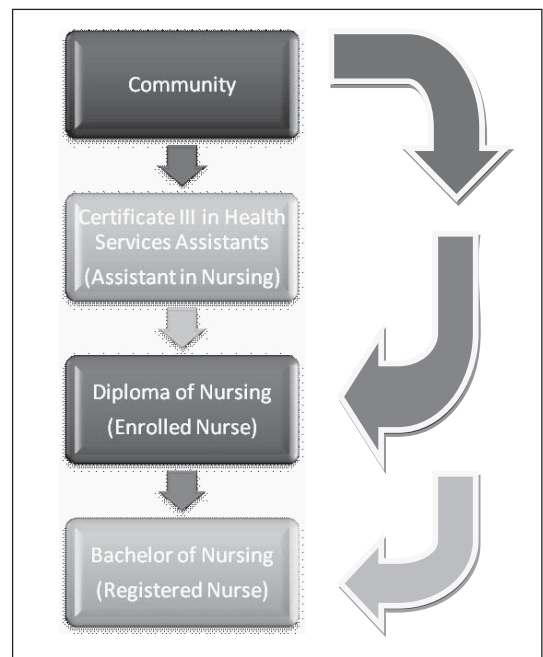 Community
Certificate III in Health
Services Assistants
(Assistant in Nursing)
Diploma of Nursing
(Enrolled Nurse)
Bachelor of Nursing
(Registered Nurse)